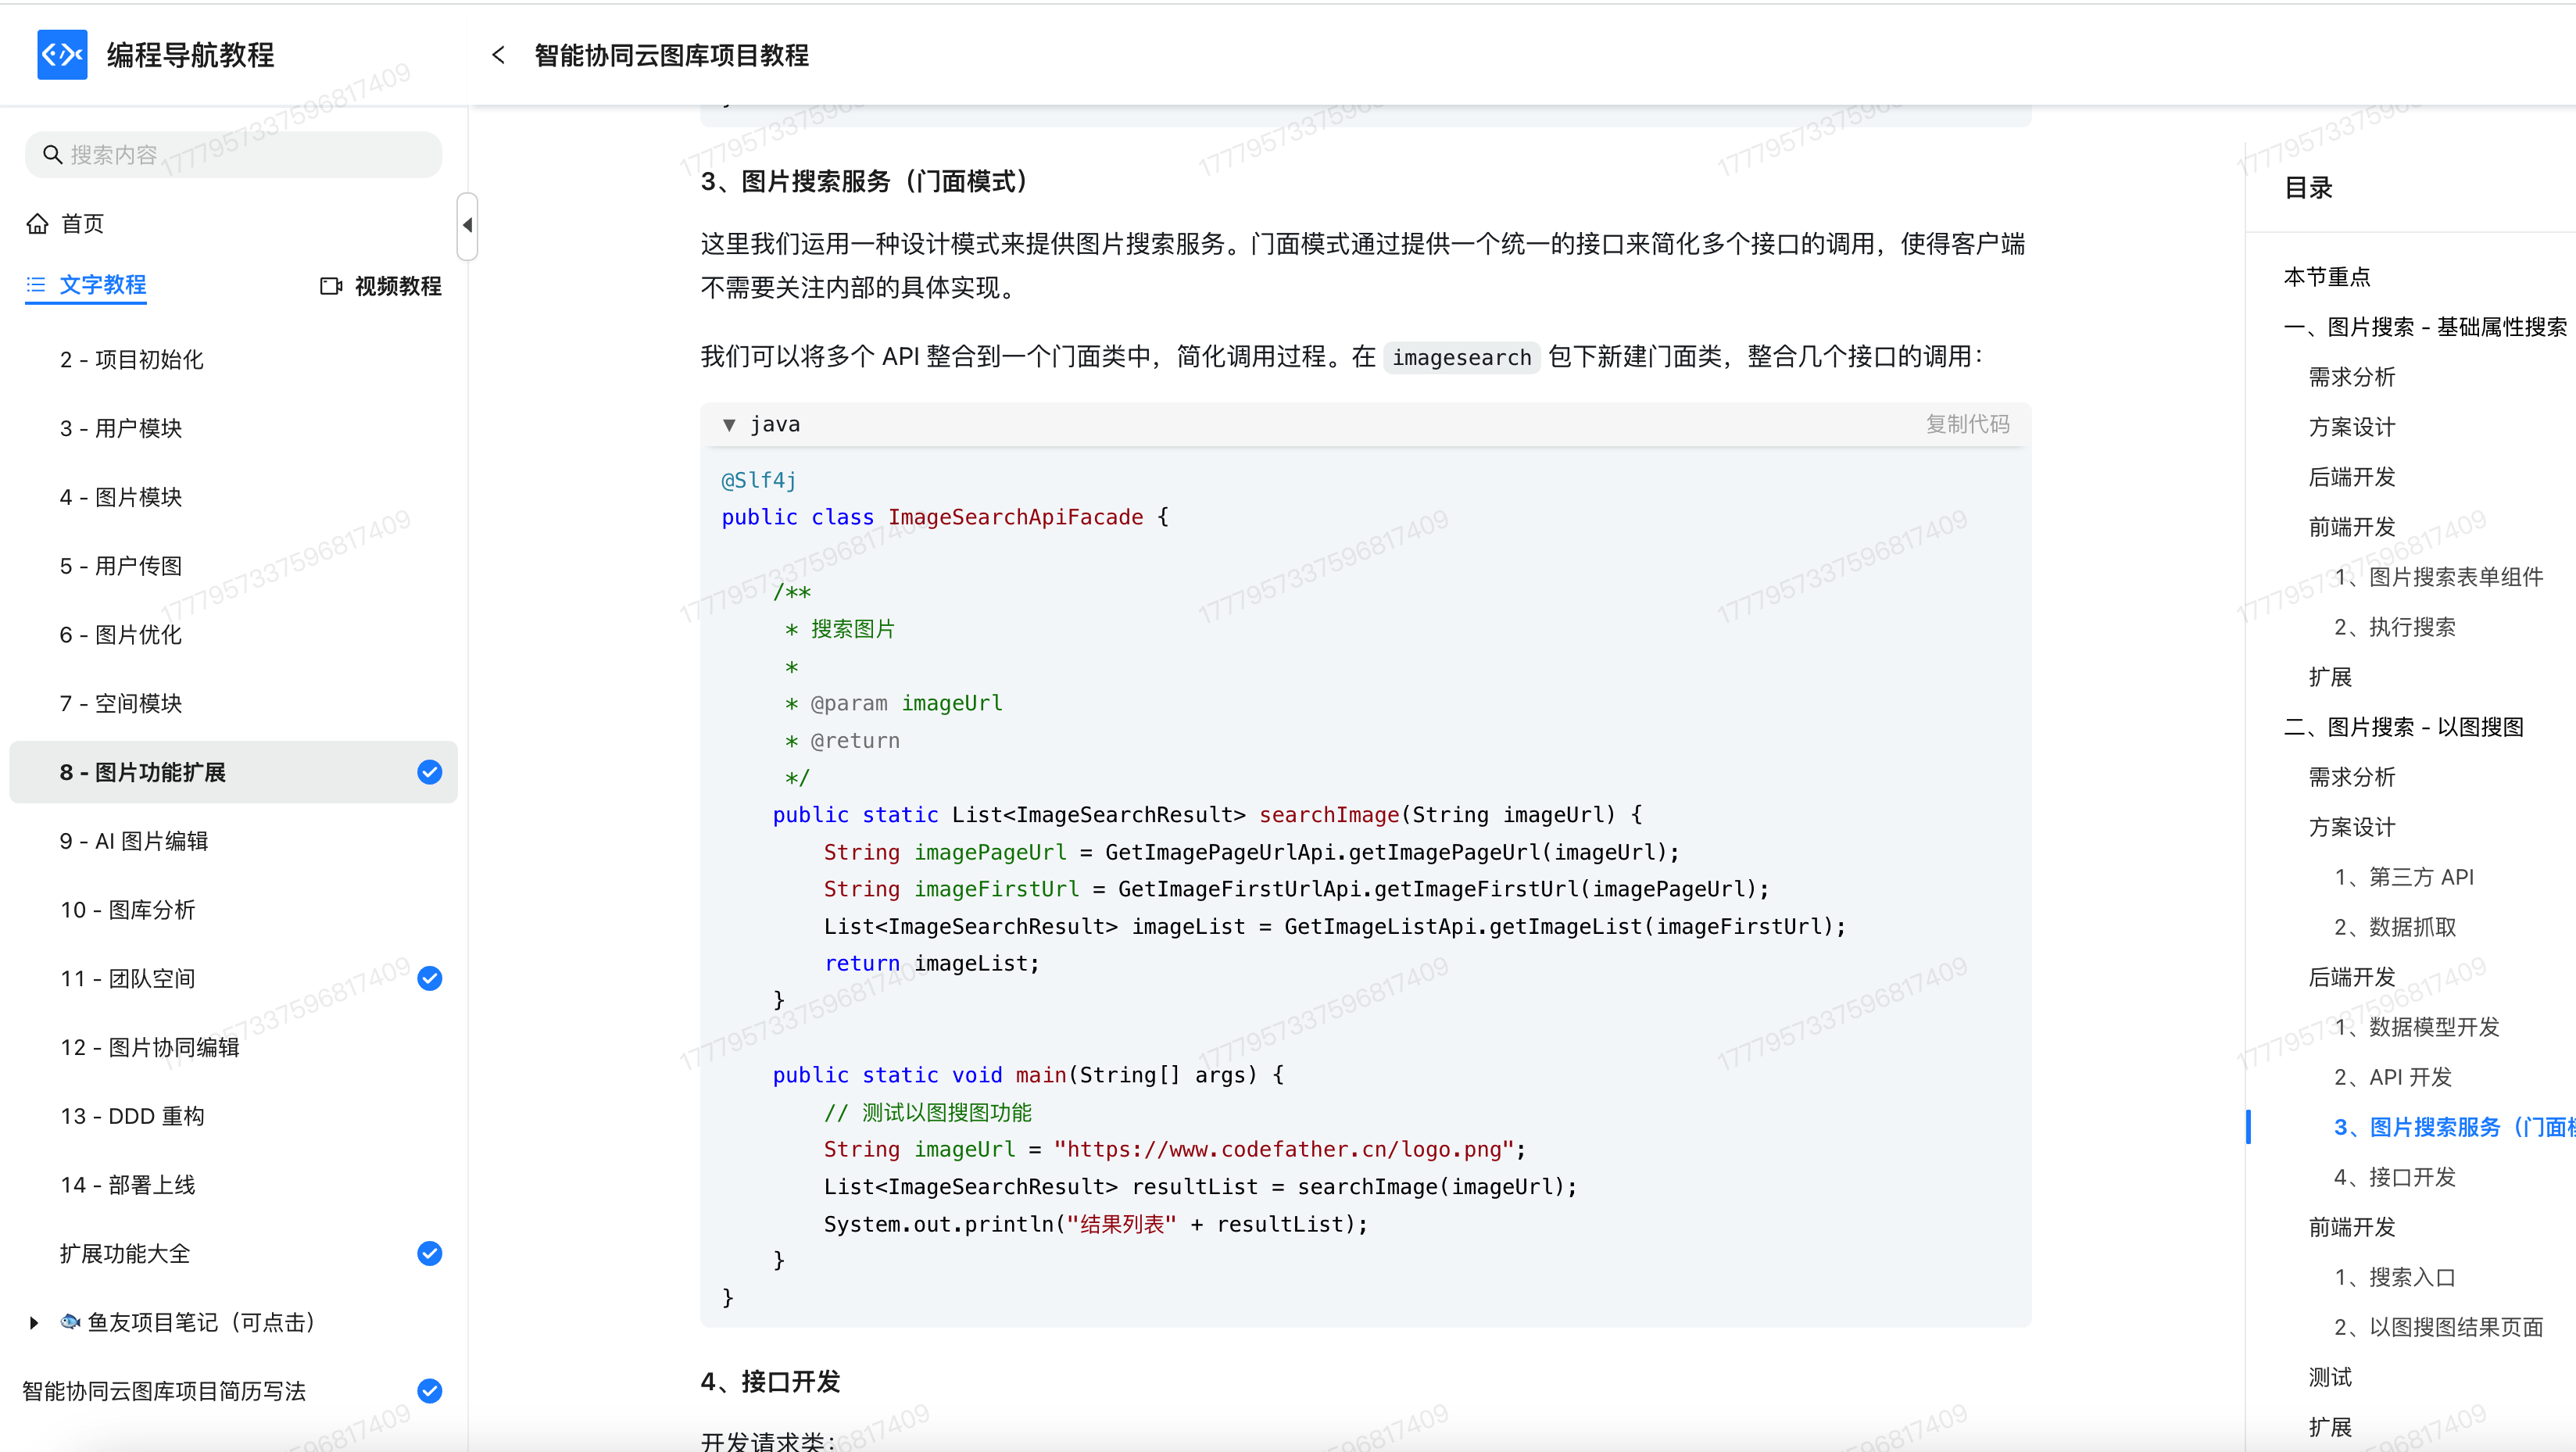 编程导航教程
智能协同云图库项目教程
搜索内容
首页
文字教程
视频教程
2 - 项目初始化
3 - 用户模块
4 - 图片模块
5 - 用户传图
6 - 图片优化
7 - 空间模块
8 - 图片功能扩展
9 - AI 图片编辑
10 - 图库分析
11 - 团队空间
12 - 图片协同编辑
13 - DDD 重构
14 - 部署上线
扩展功能大全
🐟 鱼友项目笔记（可点击）
智能协同云图库项目简历写法
3、图片搜索服务（门面模式）
这里我们运用一种设计模式来提供图片搜索服务。门面模式通过提供一个统一的接口来简化多个接口的调用，使得客户端
不需要关注内部的具体实现。
我们可以将多个 API 整合到一个门面类中，简化调用过程。在 imagesearch 包下新建门面类，整合几个接口的调用：
▼ java
复制代码
@Slf4j
public class ImageSearchApiFacade {
/**
* 搜索图片
*
* @param imageUrl
* @return
*/
public static List<ImageSearchResult> searchImage(String imageUrl) {
String imagePageUrl = GetImagePageUrlApi.getImagePageUrl(imageUrl);
String imageFirstUrl = GetImageFirstUrlApi.getImageFirstUrl(imagePageUrl);
List<ImageSearchResult> imageList = GetImageListApi.getImageList(imageFirstUrl);
return imageList;
}
public static void main(String[] args) {
// 测试以图搜图功能
String imageUrl = "https://www.codefather.cn/logo.png";
List<ImageSearchResult> resultList = searchImage(imageUrl);
System.out.println("结果列表" + resultList);
}
}
4、接口开发
开发请求类：
目录
本节重点
一、图片搜索 - 基础属性搜索
需求分析
方案设计
后端开发
前端开发
1、图片搜索表单组件
2、执行搜索
扩展
二、图片搜索 - 以图搜图
需求分析
方案设计
1、第三方 API
2、数据抓取
后端开发
1、数据模型开发
2、API 开发
3、图片搜索服务（门面
4、接口开发
前端开发
1、搜索入口
2、以图搜图结果页面
测试
扩展
1777957337596817409